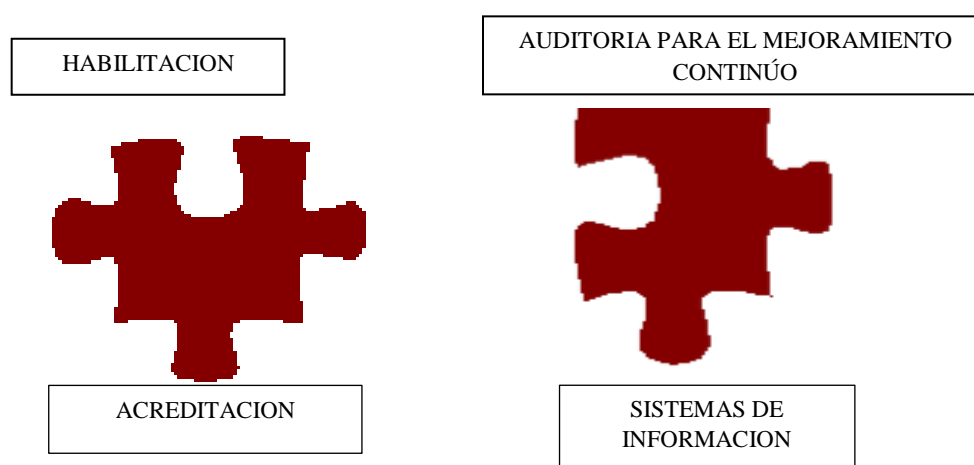 HABILITACION
AUDITORIA PARA EL MEJORAMIENTO
CONTINÚO
ACREDITACION
SISTEMAS DE
INFORMACION